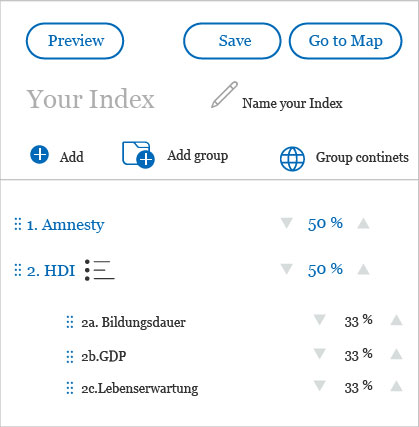 Preview Save Go to Map
Your Index Name your Index
Add Add group Group continets
1. Amnesty 50 %
2. HDI 50 %
2a. Bildungsdauer 33 %
2b.GDP 33 %
2c.Lebenserwartung 33 %